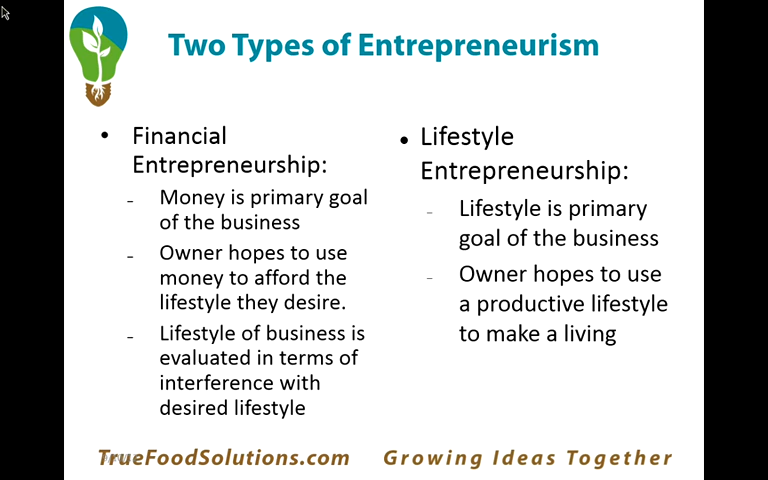 Two Types of Entrepreneurism
• Financial
Entrepreneurship:
- Money is primary goal
of the business
- Owner hopes to use
money to afford the
lifestyle they desire.
- Lifestyle of business is
evaluated in terms of
interference with
desired lifestyle
• Lifestyle
Entrepreneurship:
- Lifestyle is primary
goal of the business
- Owner hopes to use
a productive lifestyle
to make a living
TrueFoodSolutions.com Growing Ideas Together